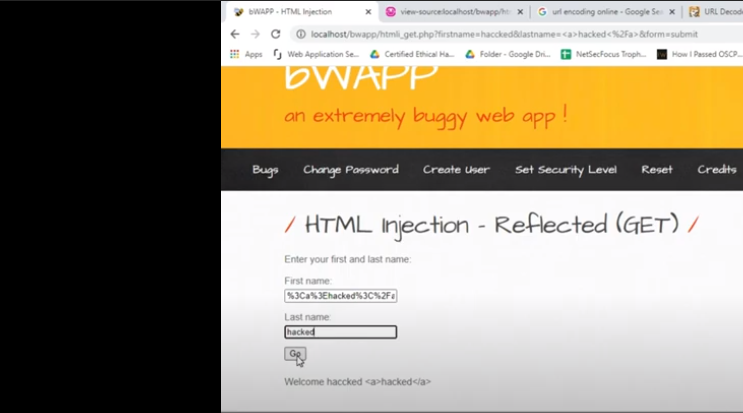 bWAPP - HTML Injection
view-source:localhost/bwapp/ht
url encoding online - Google Se
URL Decod
localhost/bwapp/htmli_get.php?firstname=haccked&lastname=<a>hacked<%2Fa>&form=submit
Apps
Web Application Se...
Certified Ethical Ha...
Folder - Google Dri...
NetSecFocus Troph...
How I Passed OSCP...
bWAPP
an extremely buggy web app !
Bugs Change Password Create User Set Security Level Reset Credits
/ HTML Injection - Reflected (GET) /
Enter your first and last name:
First name:
%3Ca%3Ehacked%3C%2Fa
Last name:
hacked
Go
Welcome haccked <a>hacked</a>